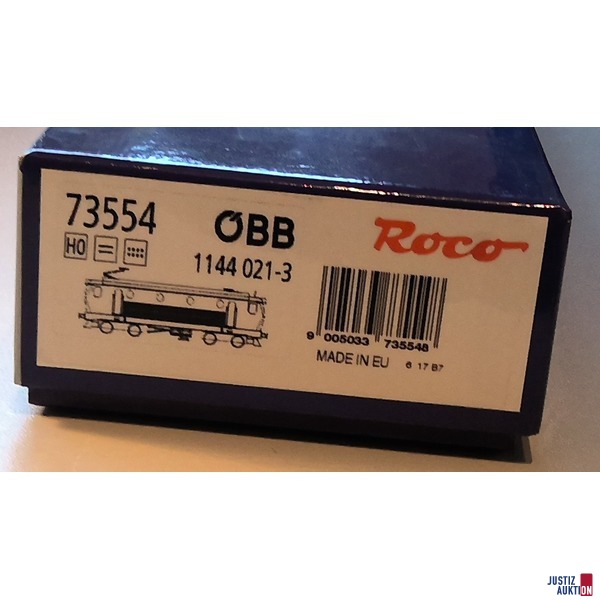 73554 ÖBB Roco
H0
1144 021-3
9 005033 735548
MADE IN EU 6 17 B7
JUSTIZ
AUKTION